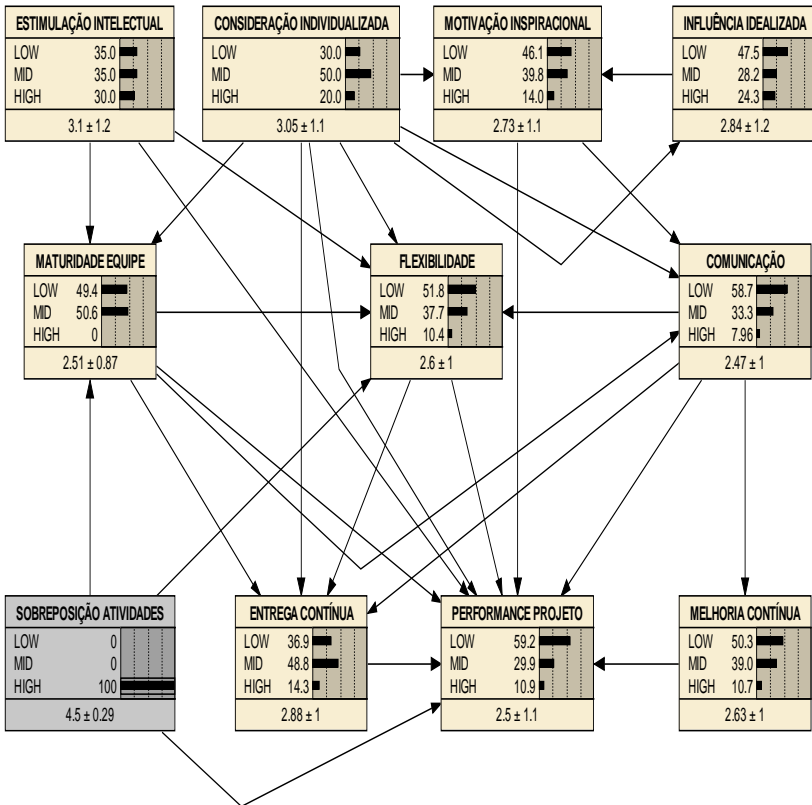 ESTIMULAÇÃO INTELECTUAL
LOW 35.0
MID 35.0
HIGH 30.0
3.1 ± 1.2
CONSIDERAÇÃO INDIVIDUALIZADA
LOW 30.0
MID 50.0
HIGH 20.0
3.05 ± 1.1
MOTIVAÇÃO INSPIRACIONAL
LOW 46.1
MID 39.8
HIGH 14.0
2.73 ± 1.1
INFLUÊNCIA IDEALIZADA
LOW 47.5
MID 28.2
HIGH 24.3
2.84 ± 1.2
MATURIDADE EQUIPE
LOW 49.4
MID 50.6
HIGH 0
2.51 ± 0.87
FLEXIBILIDADE
LOW 51.8
MID 37.7
HIGH 10.4
2.6 ± 1
COMUNICAÇÃO
LOW 58.7
MID 33.3
HIGH 7.96
2.47 ± 1
SOBREPOSIÇÃO ATIVIDADES
LOW 0
MID 0
HIGH 100
4.5 ± 0.29
ENTREGA CONTÍNUA
LOW 36.9
MID 48.8
HIGH 14.3
2.88 ± 1
PERFORMANCE PROJETO
LOW 59.2
MID 29.9
HIGH 10.9
2.5 ± 1.1
MELHORIA CONTÍNUA
LOW 50.3
MID 39.0
HIGH 10.7
2.63 ± 1